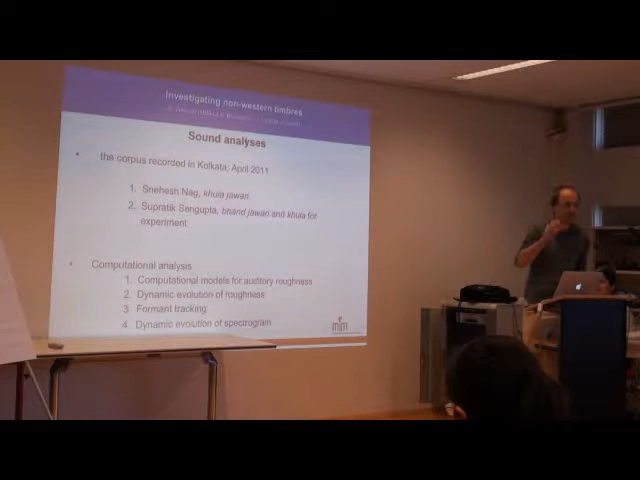 Investigating non-western timbres
Sound analyses
• the corpus recorded in Kolkata, April 2011
1. Snehesh Nag, khula jawari
2. Supratik Sengupta, bhand jawari and khula for
experiment
• Computational analysis
1. Computational models for auditory roughness
2. Dynamic evolution of roughness
3 Formant tracking
4 Dynamic evolution of spectrogram
mim